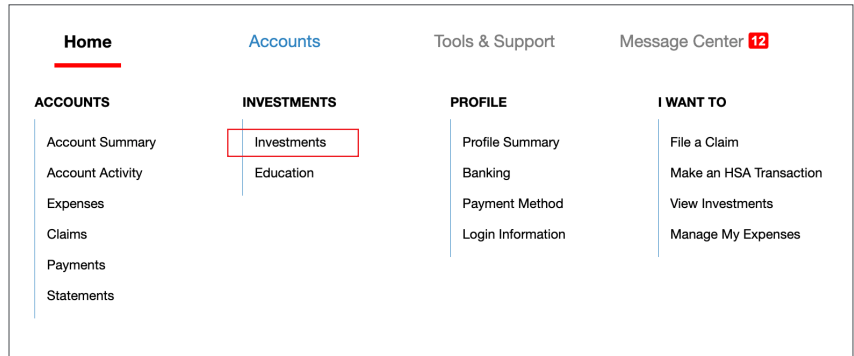 Home
Accounts
Tools & Support
Message Center 12
ACCOUNTS
Account Summary
Account Activity
Expenses
Claims
Payments
Statements
INVESTMENTS
Investments
Education
PROFILE
Profile Summary
Banking
Payment Method
Login Information
I WANT TO
File a Claim
Make an HSA Transaction
View Investments
Manage My Expenses